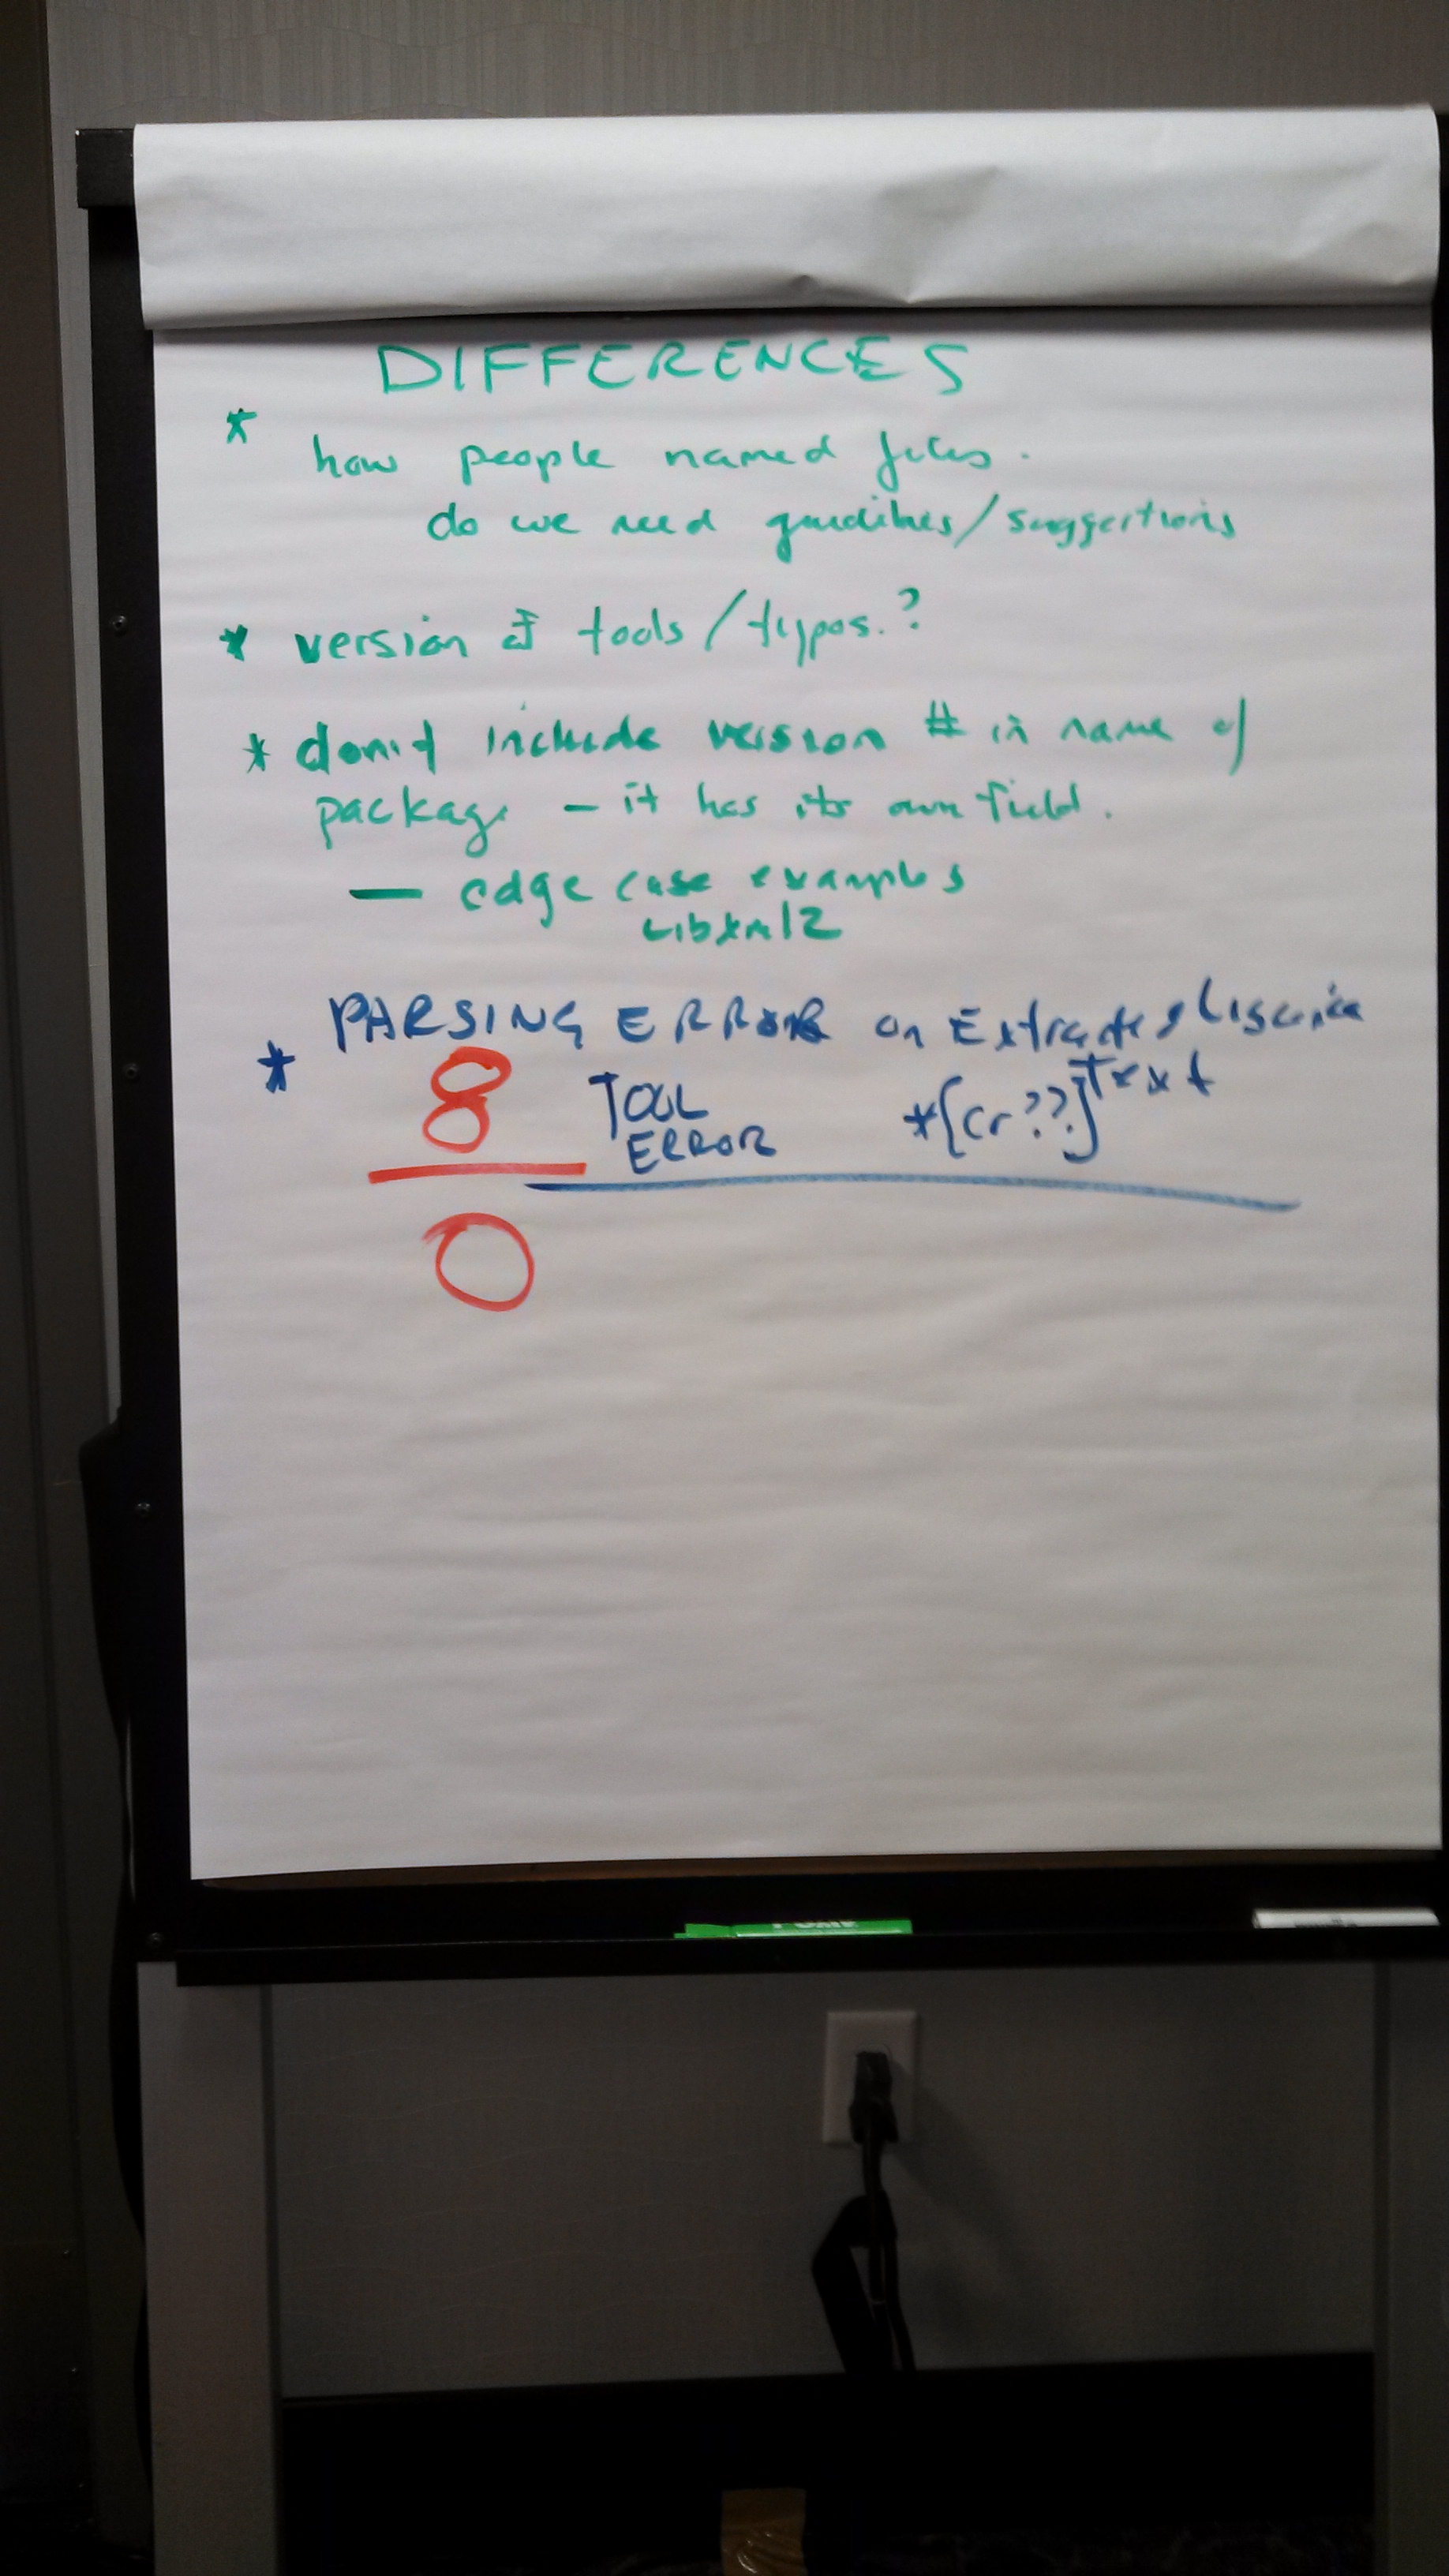 DIFFERENCES
* how people named files.
do we need guidelines/suggestions
* version of tools/typos.?
* don't include version # in name of
package - it has its own field.
— edge case examples
Libxml2
* PARSING ERROR on Extracted License
8 TOOL *[cr??] Text
ERROR
0